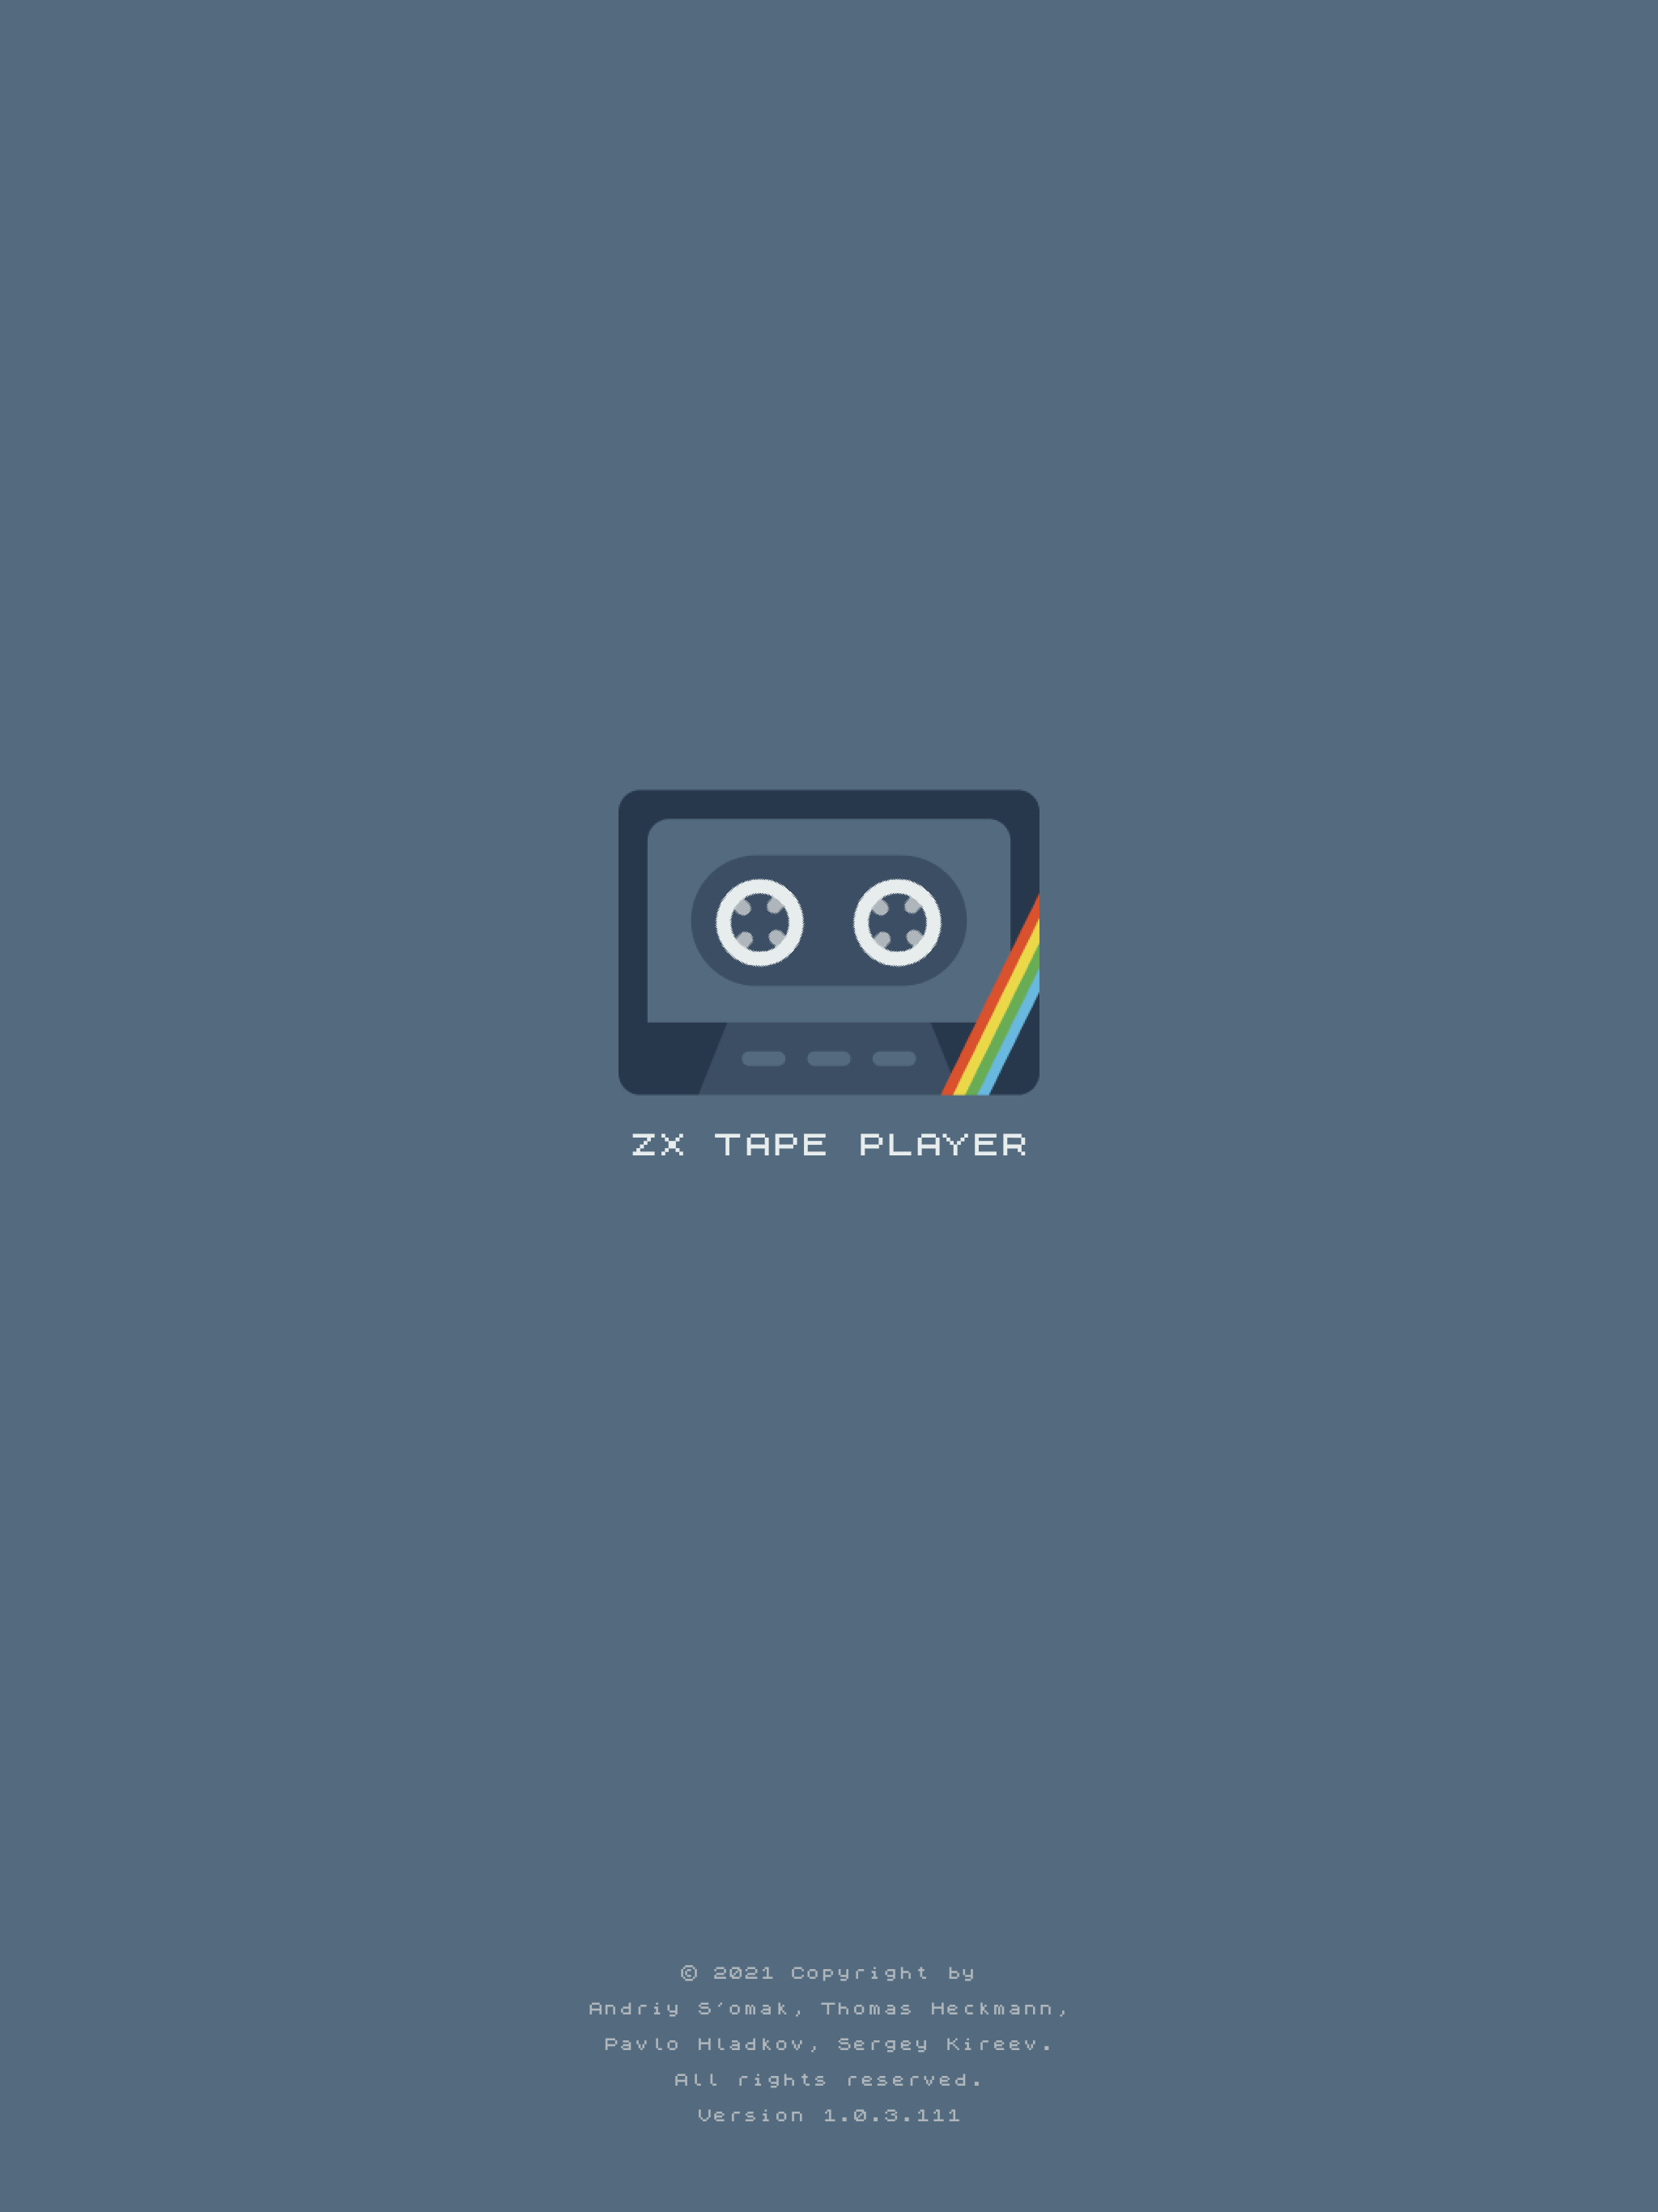 ZX TAPE PLAYER
© 2021 Copyright by
Andriy S'omak, Thomas Heckmann,
Pavlo Hladkov, Sergey Kireev.
All rights reserved.
Version 1.0.3.111